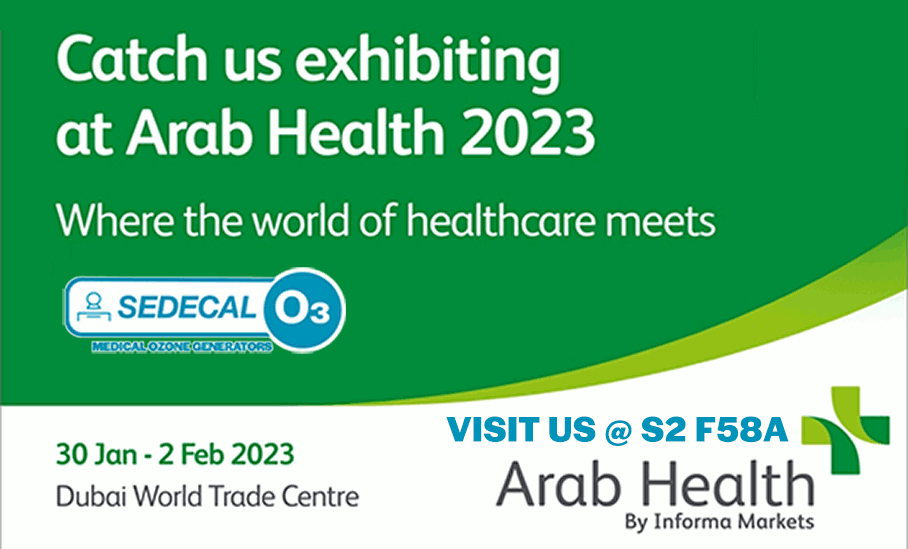 Catch us exhibiting
at Arab Health 2023
Where the world of healthcare meets
SEDECAL O3
MEDICAL OZONE GENERATORS
VISIT US @ S2 F58A
30 Jan - 2 Feb 2023
Dubai World Trade Centre
Arab Health
By Informa Markets